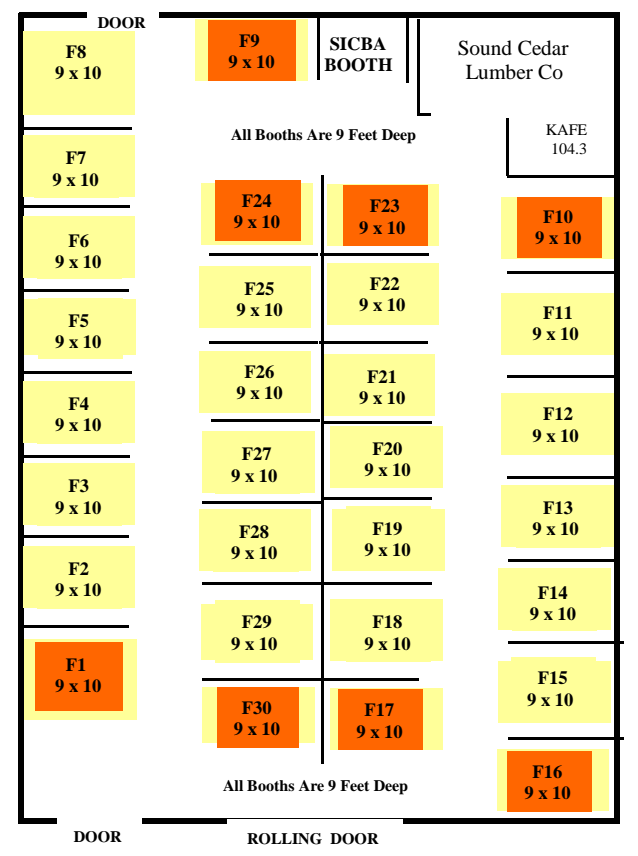 DOOR
F8
9 x 10
F9
9 x 10
SICBA
BOOTH
Sound Cedar
Lumber Co
All Booths Are 9 Feet Deep
KAFE
104.3
F7
9 x 10
F24
9 x 10
F23
9 x 10
F10
9 x 10
F6
9 x 10
F25
9 x 10
F22
9 x 10
F11
9 x 10
F5
9 x 10
F26
9 x 10
F21
9 x 10
F4
9 x 10
F12
9 x 10
F27
9 x 10
F20
9 x 10
F3
9 x 10
F13
9 x 10
F28
9 x 10
F19
9 x 10
F2
9 x 10
F14
9 x 10
F29
9 x 10
F18
9 x 10
F1
9 x 10
F15
9 x 10
F30
9 x 10
F17
9 x 10
F16
9 x 10
All Booths Are 9 Feet Deep
DOOR
ROLLING DOOR